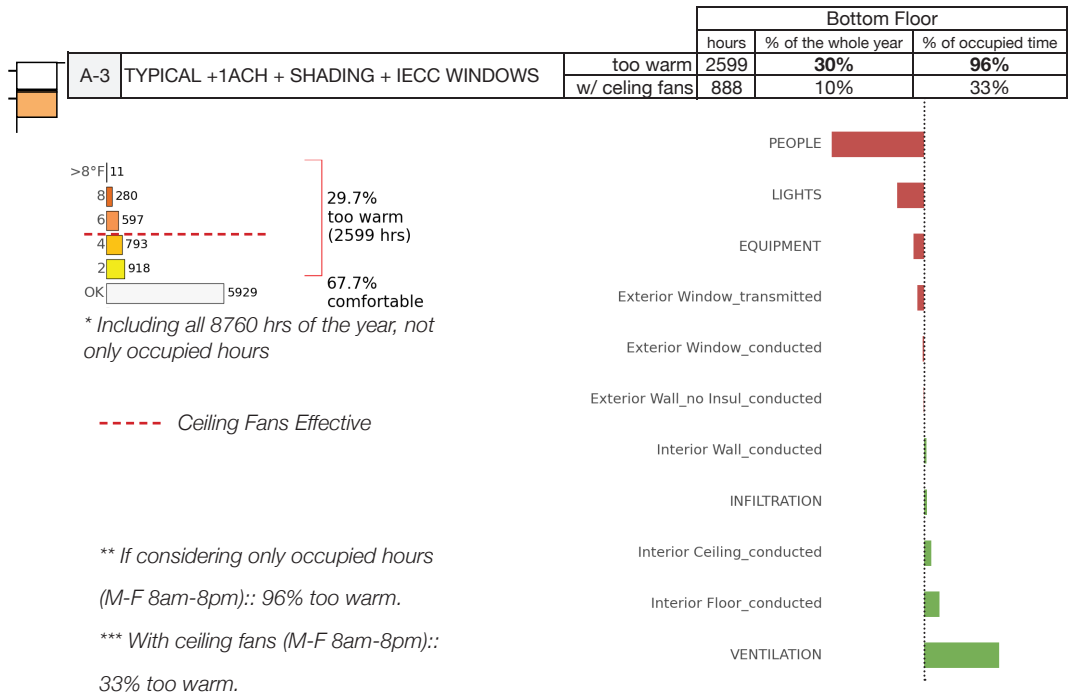 Bottom Floor
hours % of the whole year % of occupied time
A-3 TYPICAL +1ACH + SHADING + IECC WINDOWS
too warm 2599 30% 96%
w/ celing fans 888 10% 33%
>8°F 11
8 280
6 597
4 793
2 918
OK 5929
29.7%
too warm
(2599 hrs)
67.7%
comfortable
* Including all 8760 hrs of the year, not
only occupied hours
Ceiling Fans Effective
** If considering only occupied hours
(M-F 8am-8pm):: 96% too warm.
*** With ceiling fans (M-F 8am-8pm)::
33% too warm.
PEOPLE
LIGHTS
EQUIPMENT
Exterior Window_transmitted
Exterior Window_conducted
Exterior Wall_no Insul_conducted
Interior Wall_conducted
INFILTRATION
Interior Ceiling_conducted
Interior Floor_conducted
VENTILATION